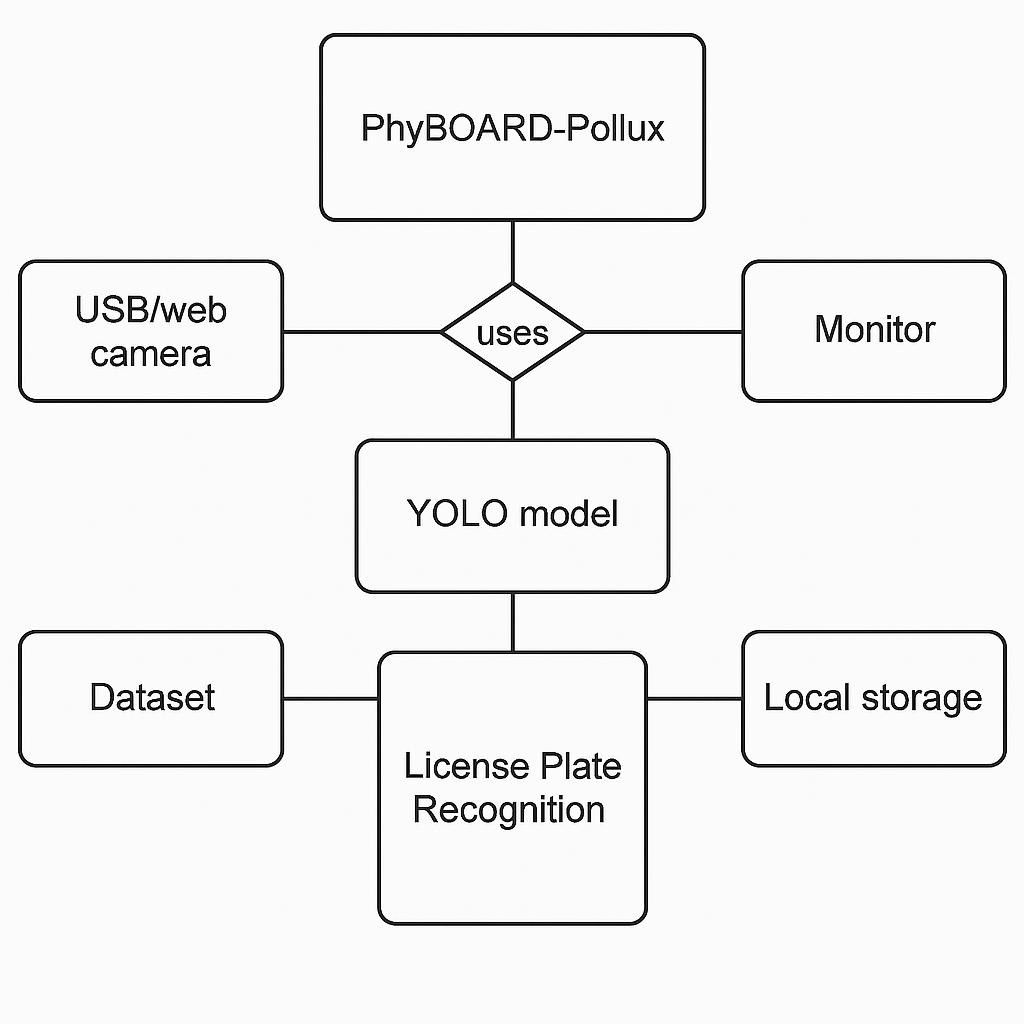 PhyBOARD-Pollux
USB/web
camera
uses
Monitor
YOLO model
Dataset
Local storage
License Plate
Recognition